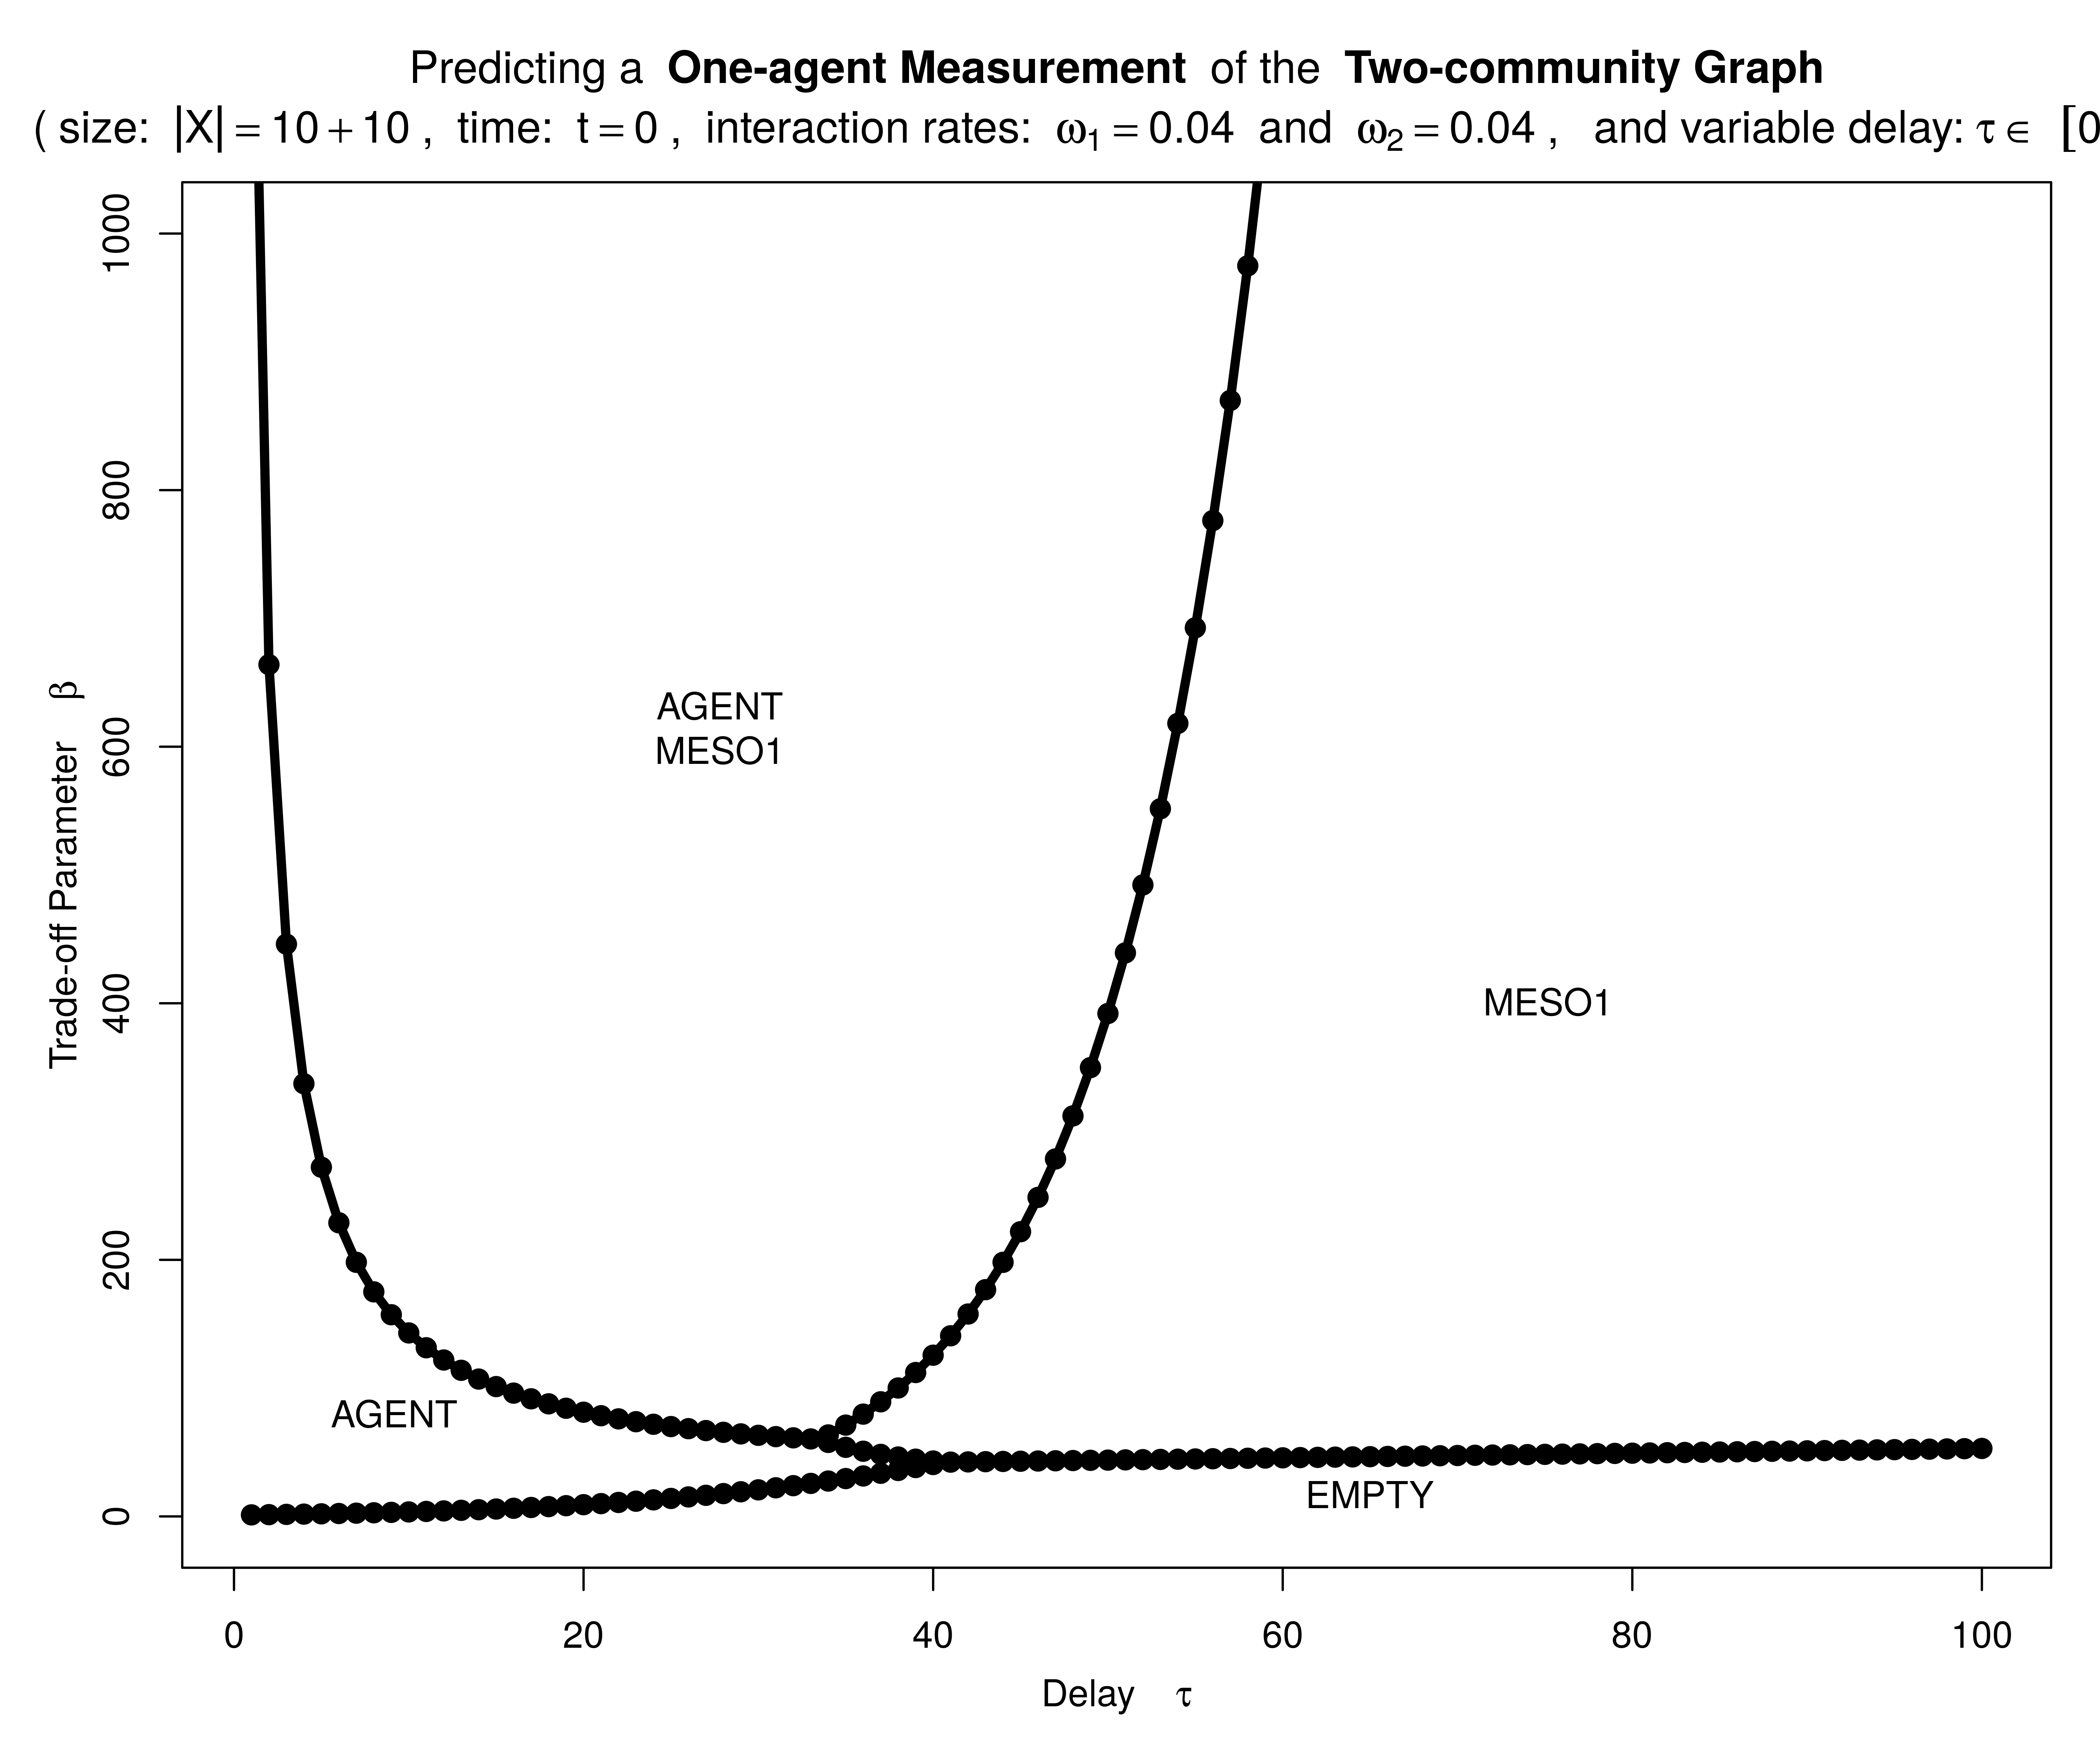 Predicting a One-agent Measurement of the Two-community Graph
( size: |X| = 10 + 10 , time: t = 0 , interaction rates: ω₁ = 0.04 and ω₂ = 0.04 , and variable delay: τ ∈ [0
1000
800
600
400
200
0
Trade-off Parameter β
AGENT
MESO1
MESO1
AGENT
EMPTY
0 20 40 60 80 100
Delay τ